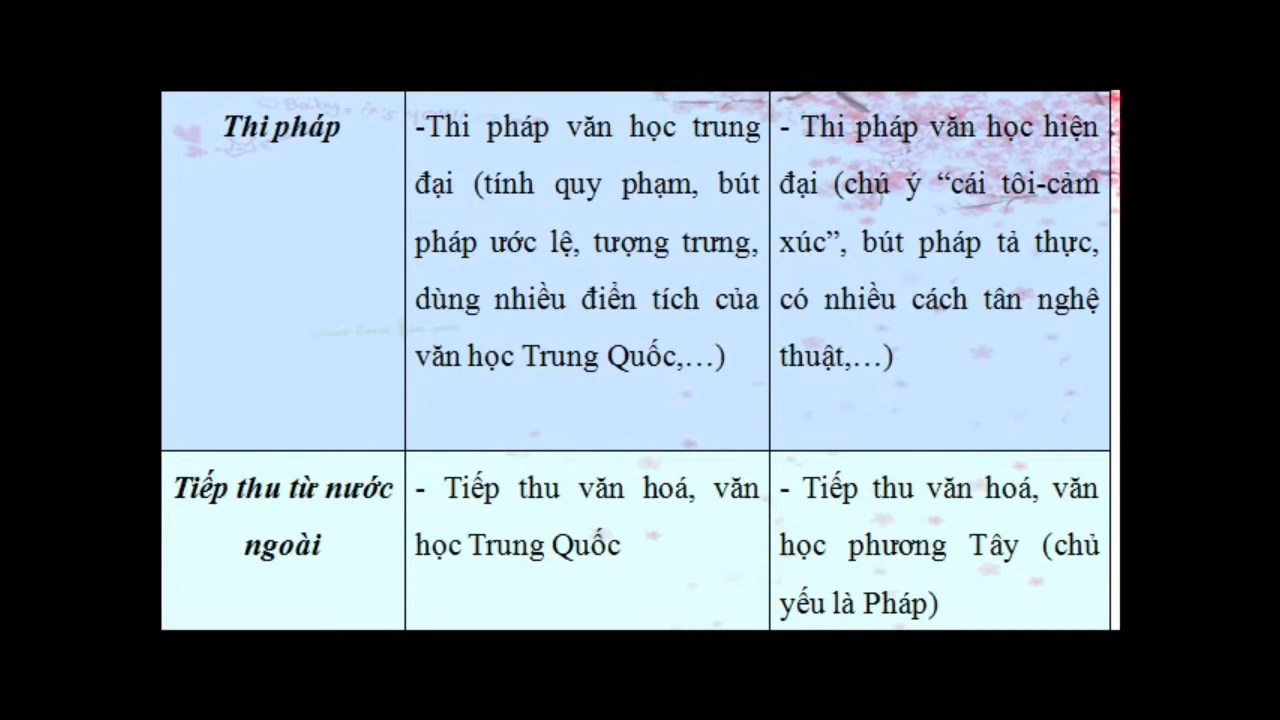 Thi pháp
-Thi pháp văn học trung
đại (tính quy phạm, bút
pháp ước lệ, tượng trưng,
dùng nhiều điển tích của
văn học Trung Quốc,…)
- Thi pháp văn học hiện
đại (chú ý “cái tôi-cảm
xúc”, bút pháp tả thực,
có nhiều cách tân nghệ
thuật,…)
Tiếp thu từ nước
ngoài
- Tiếp thu văn hoá, văn
học Trung Quốc
- Tiếp thu văn hoá, văn
học phương Tây (chủ
yếu là Pháp)